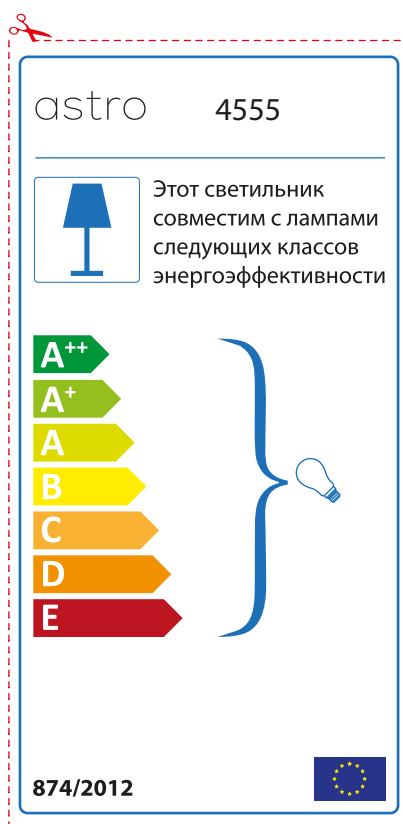 astro 4555
Этот светильник
совместим с лампами
следующих классов
энергоэффективности
A++
A+
A
B
C
D
E
874/2012